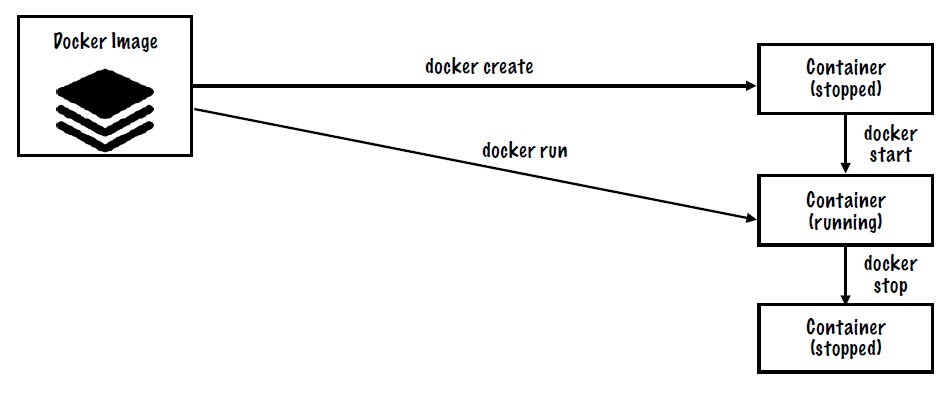 Docker Image
docker create
Container
(stopped)
docker
start
docker run
Container
(running)
docker
stop
Container
(stopped)